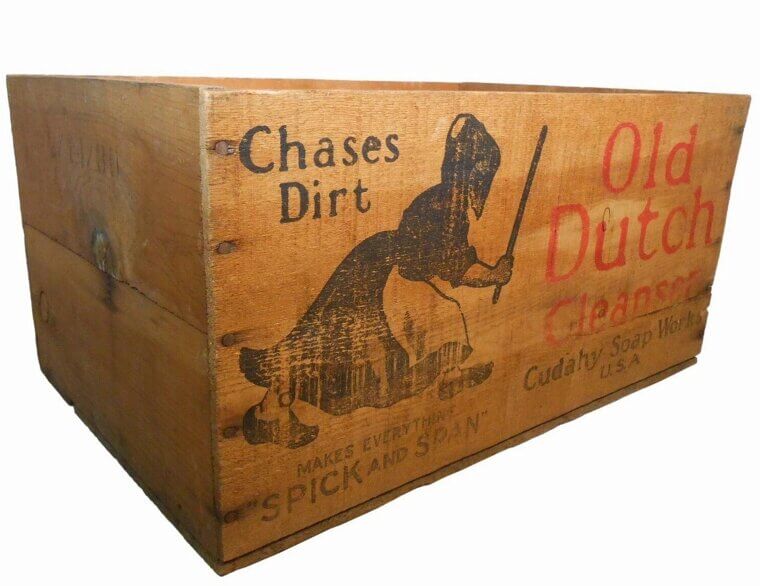 Chases
Dirt
Old
Dutch
Cleanser
Cudahy Soap Works
U.S.A
MAKES EVERYTHING
"SPICK AND SPAN"